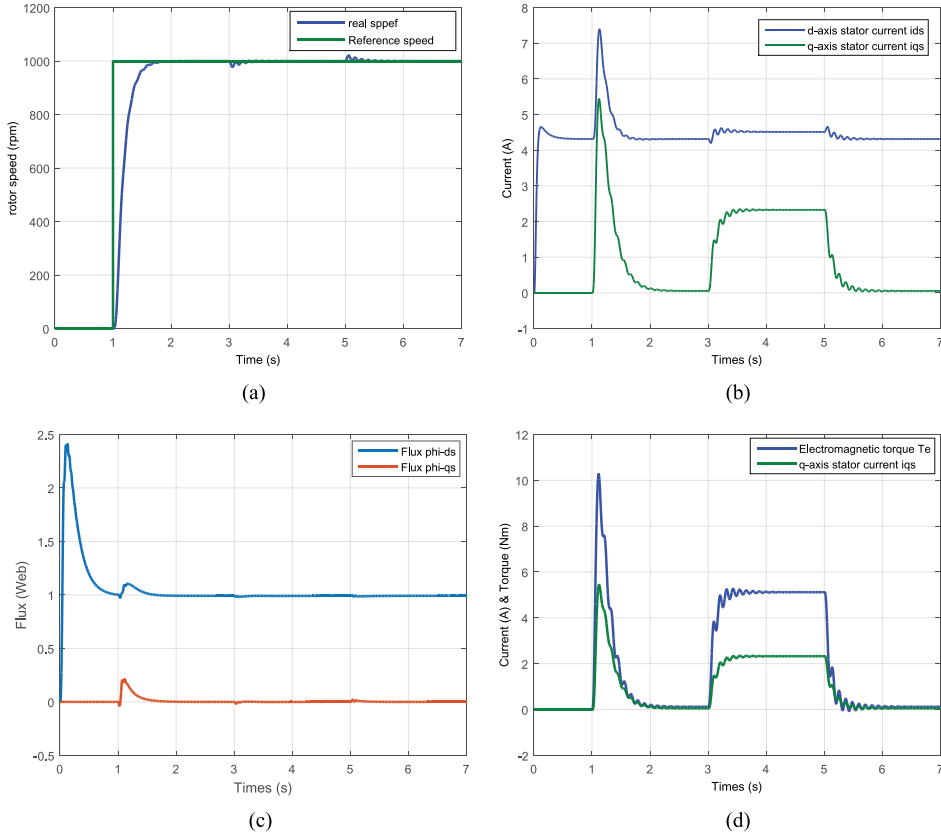 real sppef
Reference speed
1200
1000
800
600
400
200
0
rotor speed (rpm)
0 1 2 3 4 5 6 7
Time (s)
(a)
d-axis stator current ids
q-axis stator current iqs
8
7
6
5
4
3
2
1
0
-1
Current (A)
0 1 2 3 4 5 6 7
Times (s)
(b)
Flux phi-ds
Flux phi-qs
2.5
2
1.5
1
0.5
0
-0.5
Flux (Web)
0 1 2 3 4 5 6 7
Times (s)
(c)
Electromagnetic torque Te
q-axis stator current iqs
12
10
8
6
4
2
0
-2
Current (A) & Torque (Nm)
0 1 2 3 4 5 6 7
Times (s)
(d)